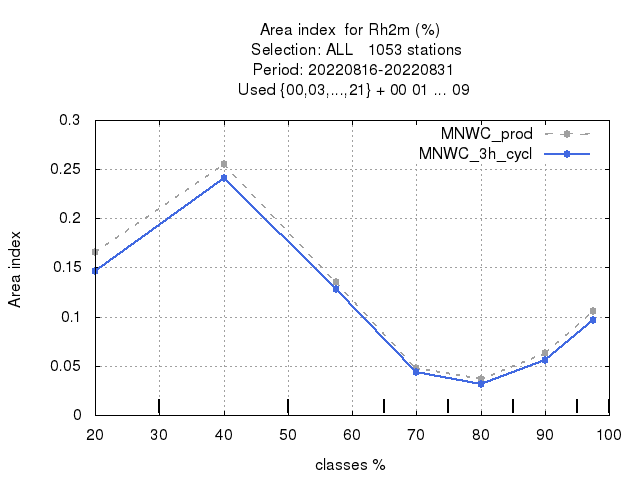 Area index for Rh2m (%)
Selection: ALL 1053 stations
Period: 20220816-20220831
Used {00,03,...,21} + 00 01 ... 09
MNWC_prod
MNWC_3h_cycl
0.3
0.25
0.2
0.15
0.1
0.05
0
Area index
20 30 40 50 60 70 80 90 100
classes %